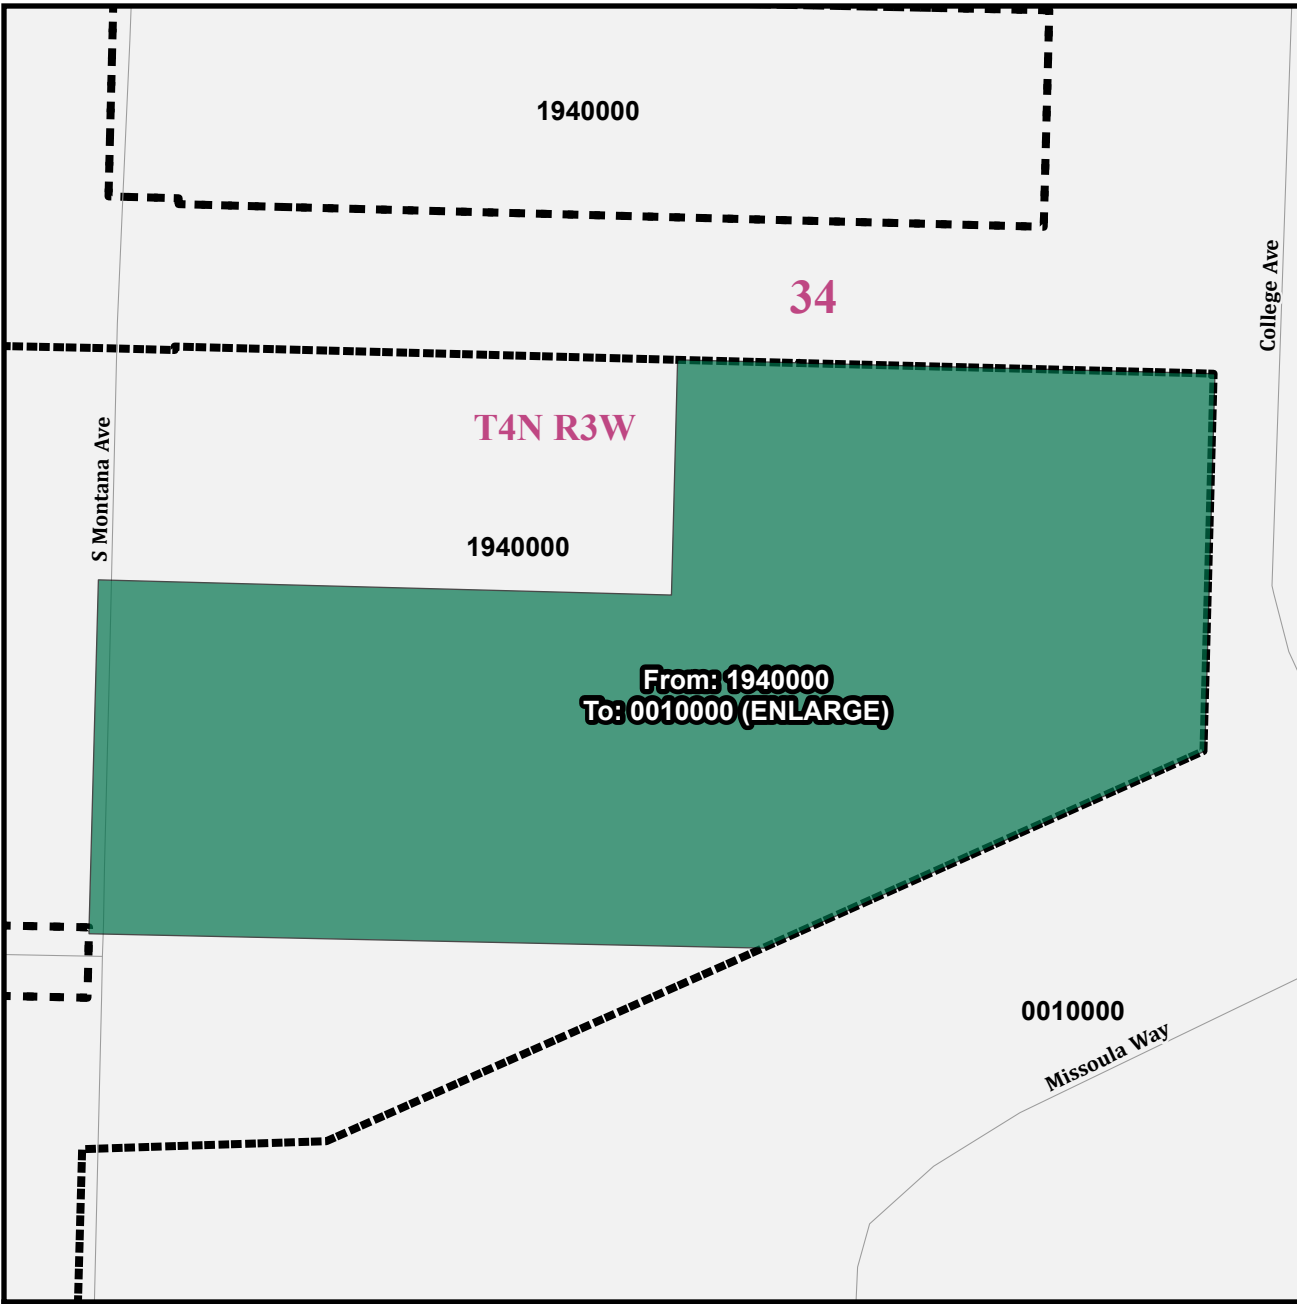 1940000
34
College Ave
T4N R3W
S Montana Ave
1940000
From: 1940000
To: 0010000 (ENLARGE)
0010000
Missoula Way